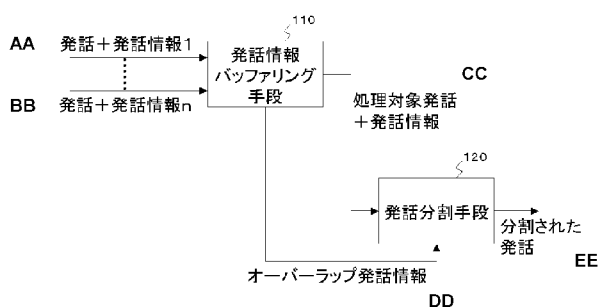 110
AA
発話＋発話情報1
発話情報
バッファリング
手段
CC
BB
発話＋発話情報n
処理対象発話
＋発話情報
120
発話分割手段
分割された
発話
EE
オーバーラップ発話情報
DD